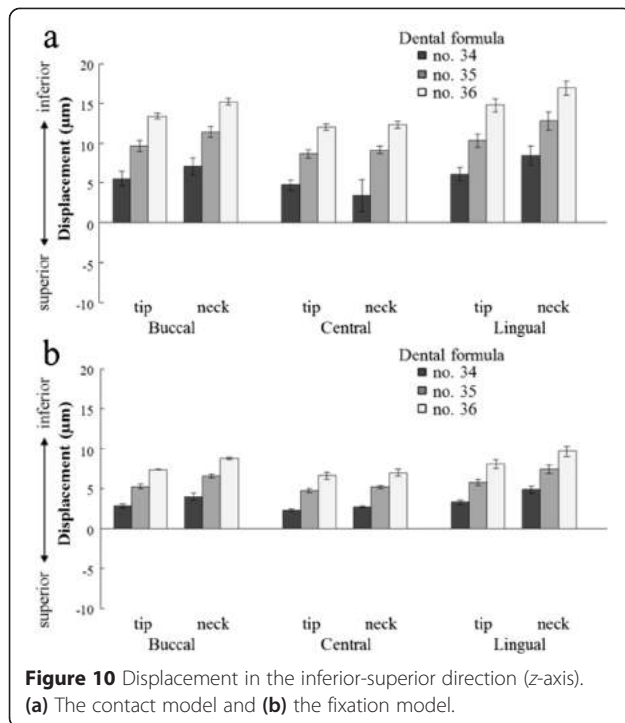 a
Dental formula
no. 34
no. 35
no. 36
superior
inferior
Displacement (μm)
20
15
10
5
0
-5
-10
tip neck tip neck tip neck
Buccal Central Lingual
b
Dental formula
no. 34
no. 35
no. 36
superior
inferior
Displacement (μm)
20
15
10
5
0
-5
-10
tip neck tip neck tip neck
Buccal Central Lingual
Figure 10 Displacement in the inferior-superior direction (z-axis).
(a) The contact model and (b) the fixation model.